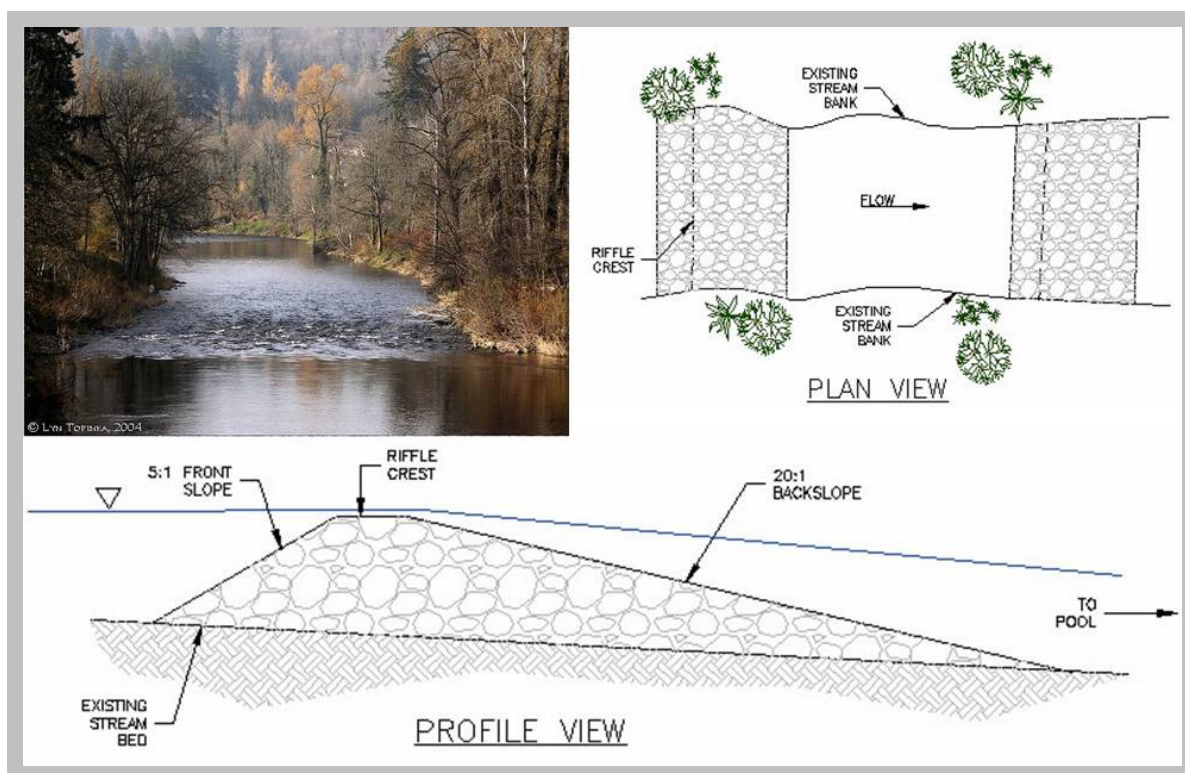 © LYN TOPINKA, 2004
EXISTING
STREAM
BANK
FLOW
RIFFLE
CREST
EXISTING
STREAM
BANK
PLAN VIEW
5:1 FRONT
SLOPE
RIFFLE
CREST
20:1
BACKSLOPE
TO
POOL
EXISTING
STREAM
BED
PROFILE VIEW